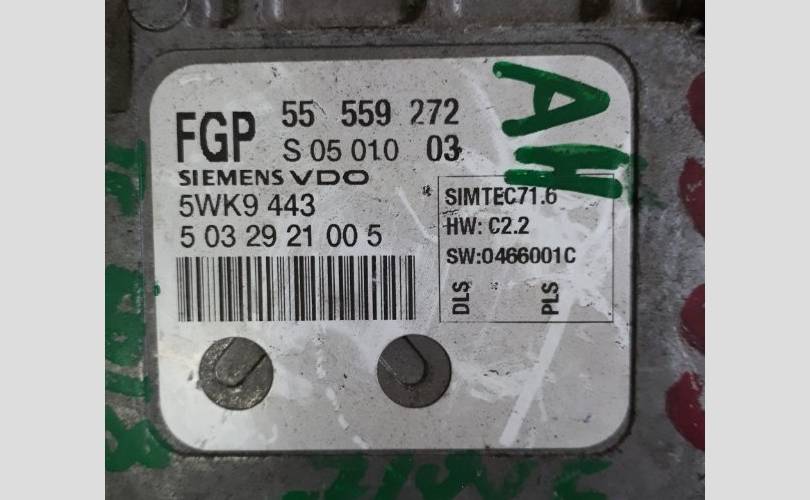 FGP 55 559 272
S 05 010 03
SIEMENS VDO
5WK9 443
5 03 29 21 00 5
SIMTEC71.6
HW: C2.2
SW:0466001C
DLS PLS
AH